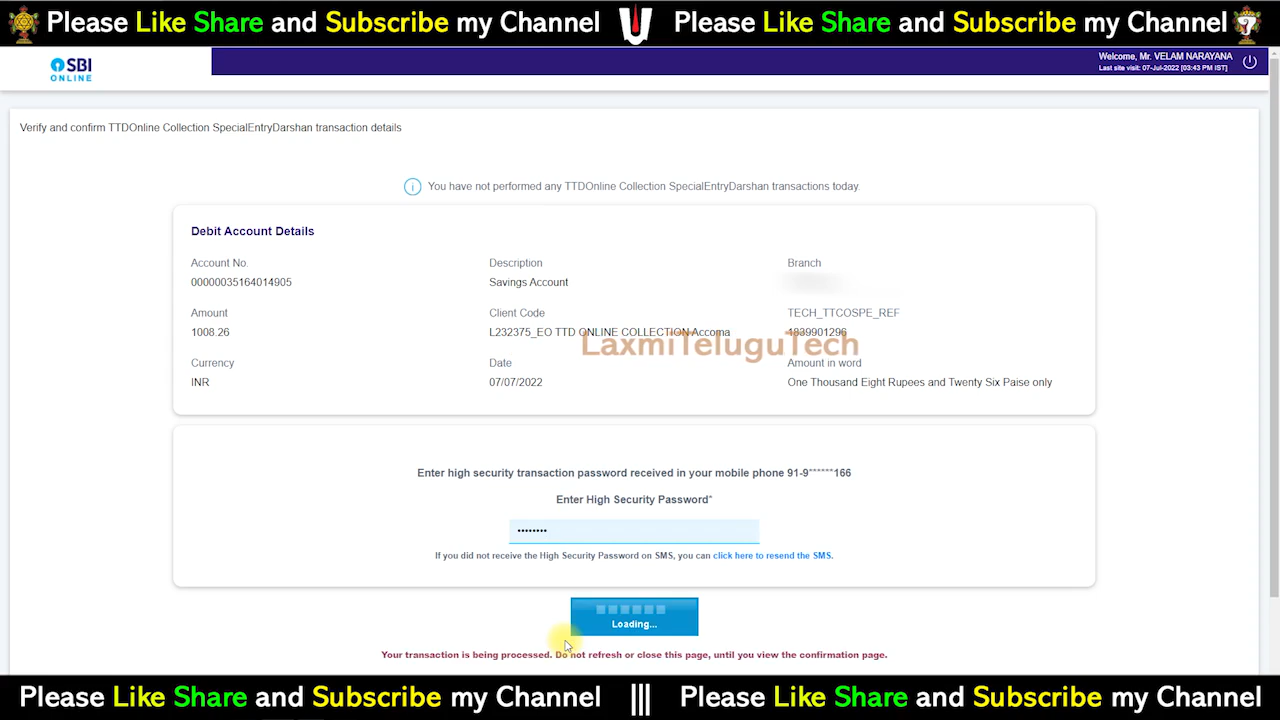 Please Like Share and Subscribe my Channel Please Like Share and Subscribe my Channel
SBI
ONLINE
Welcome, Mr. VELAM NARAYANA
Last site visit: 07-Jul-2022 [03:43 PM IST]
Verify and confirm TTDOnline Collection SpecialEntryDarshan transaction details
You have not performed any TTDOnline Collection SpecialEntryDarshan transactions today.
Debit Account Details
Account No. Description Branch
00000035164014905 Savings Account
Amount Client Code TECH_TTCOSPE_REF
1008.26 L232375_EO TTD ONLINE COLLECTION Accoma 4839901296
LaxmiTeluguTech
Currency Date Amount in word
INR 07/07/2022 One Thousand Eight Rupees and Twenty Six Paise only
Enter high security transaction password received in your mobile phone 91-9******166
Enter High Security Password*
••••••••
If you did not receive the High Security Password on SMS, you can click here to resend the SMS.
Loading...
Your transaction is being processed. Do not refresh or close this page, until you view the confirmation page.
Please Like Share and Subscribe my Channel ||| Please Like Share and Subscribe my Channel